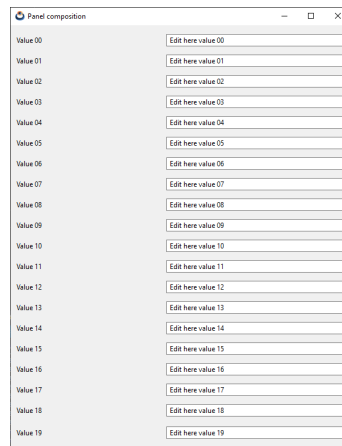 Panel composition
Value 00 Edit here value 00
Value 01 Edit here value 01
Value 02 Edit here value 02
Value 03 Edit here value 03
Value 04 Edit here value 04
Value 05 Edit here value 05
Value 06 Edit here value 06
Value 07 Edit here value 07
Value 08 Edit here value 08
Value 09 Edit here value 09
Value 10 Edit here value 10
Value 11 Edit here value 11
Value 12 Edit here value 12
Value 13 Edit here value 13
Value 14 Edit here value 14
Value 15 Edit here value 15
Value 16 Edit here value 16
Value 17 Edit here value 17
Value 18 Edit here value 18
Value 19 Edit here value 19